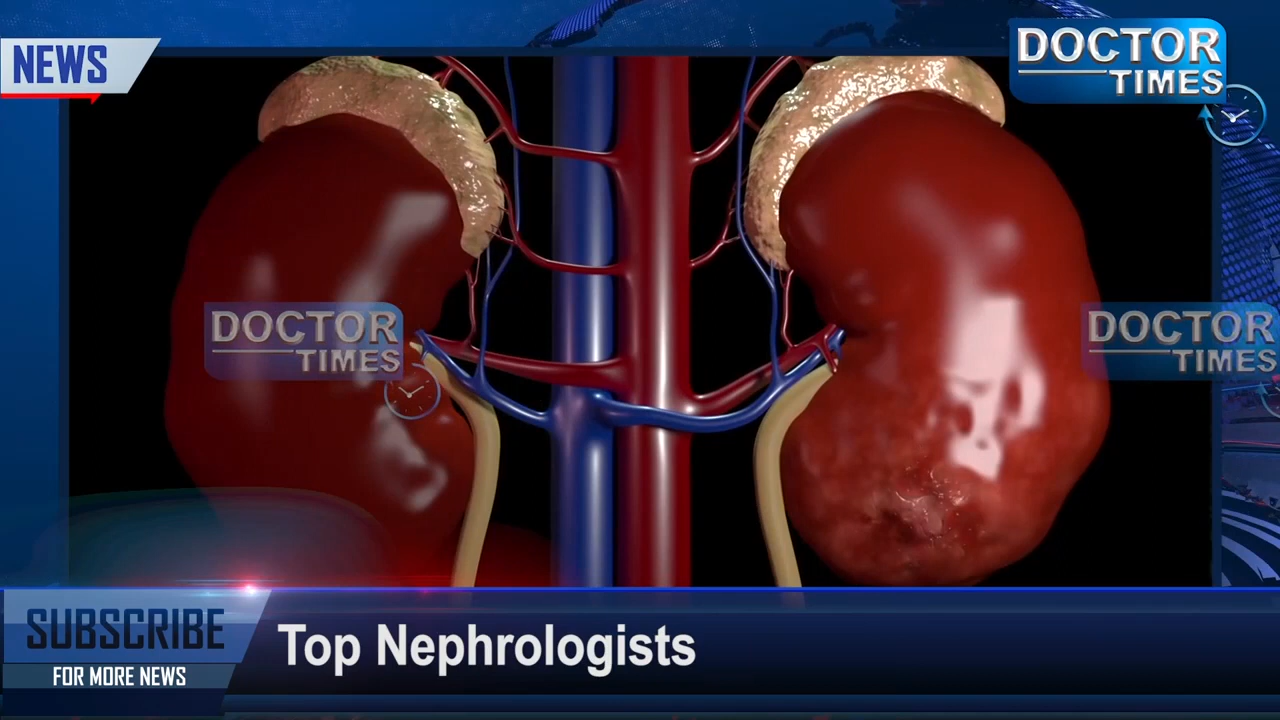 NEWS
DOCTOR
TIMES
DOCTOR
TIMES
DOCTOR
TIMES
SUBSCRIBE
FOR MORE NEWS
Top Nephrologists